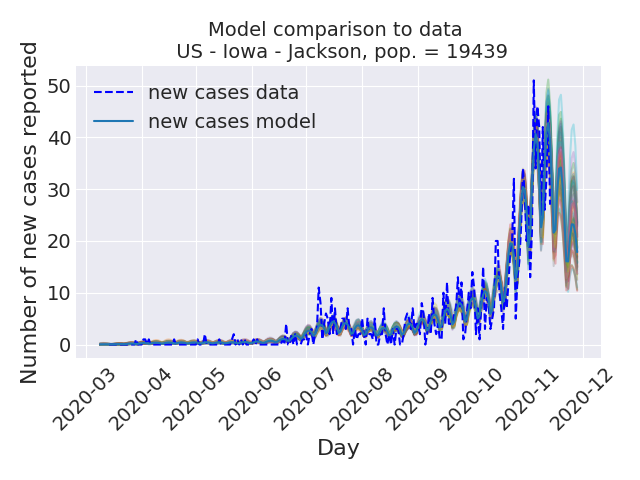 Model comparison to data
US - Iowa - Jackson, pop. = 19439
Number of new cases reported
50
40
30
20
10
0
new cases data
new cases model
2020-03
2020-04
2020-05
2020-06
2020-07
2020-08
2020-09
2020-10
2020-11
2020-12
Day